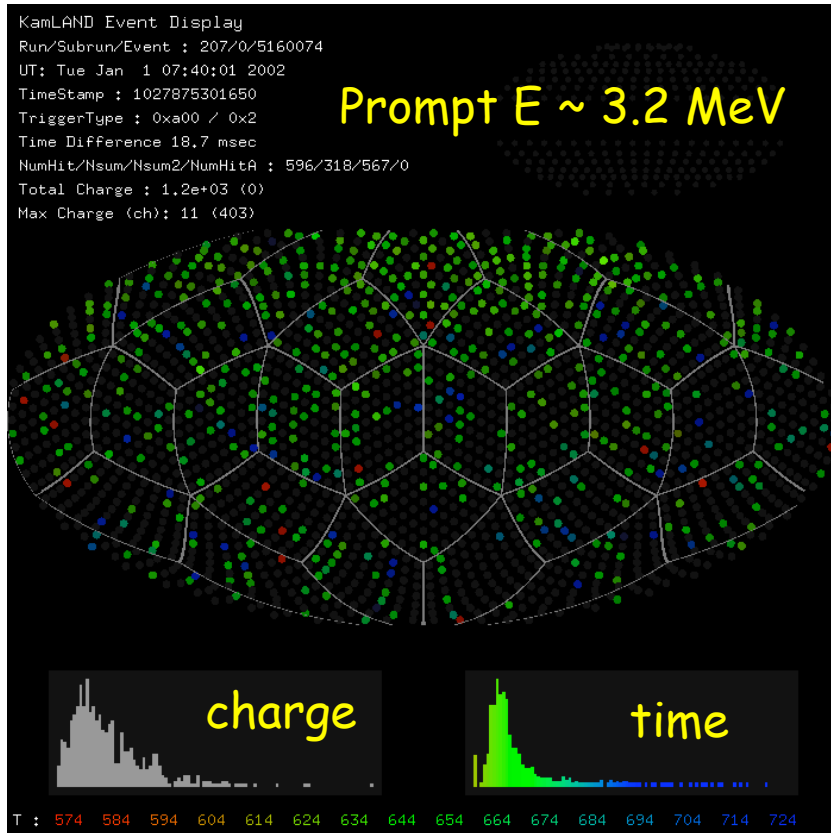 KamLAND Event Display
Run/Subrun/Event : 207/0/5160074
UT: Tue Jan  1 07:40:01 2002
TimeStamp : 1027875301650
TriggerType : 0xa00 / 0x2
Time Difference 18.7 msec
NumHit/Nsum/Nsum2/NumHitA : 596/318/567/0
Total Charge : 1.2e+03 (0)
Max Charge (ch): 11 (403)
Prompt E ~ 3.2 MeV
charge
time
T : 574 584 594 604 614 624 634 644 654 664 674 684 694 704 714 724